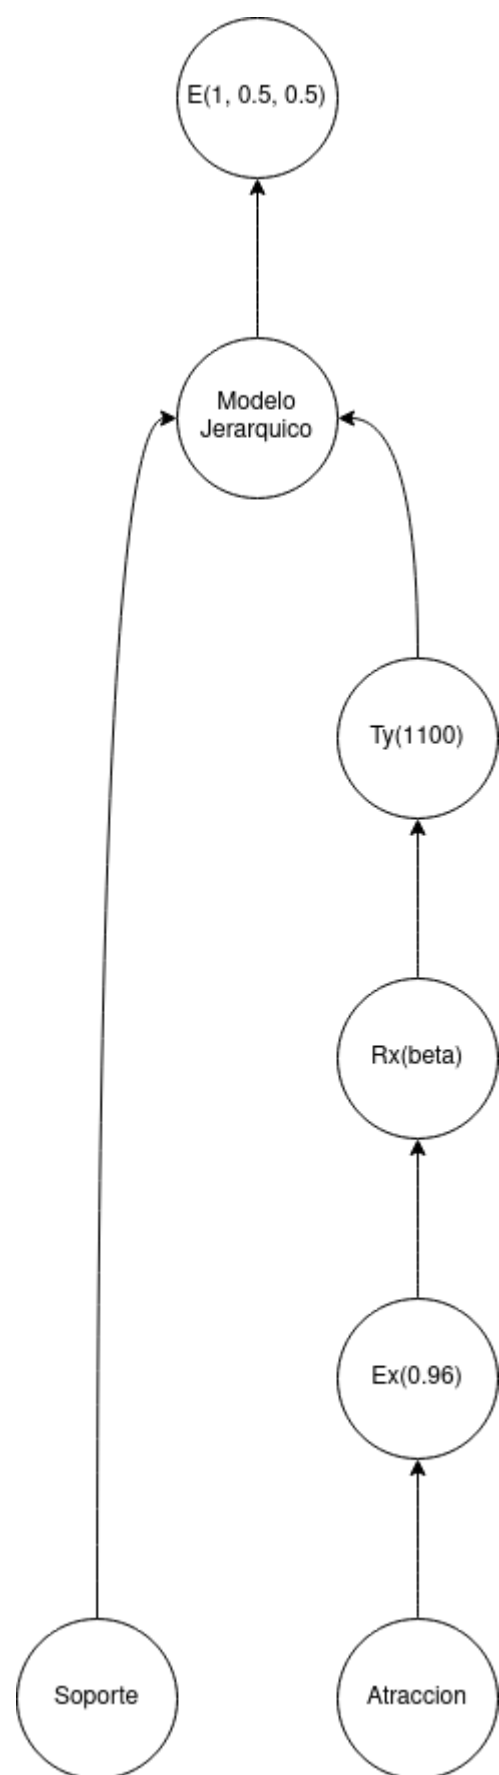 E(1, 0.5, 0.5)
Modelo
Jerarquico
Ty(1100)
Rx(beta)
Ex(0.96)
Soporte
Atraccion